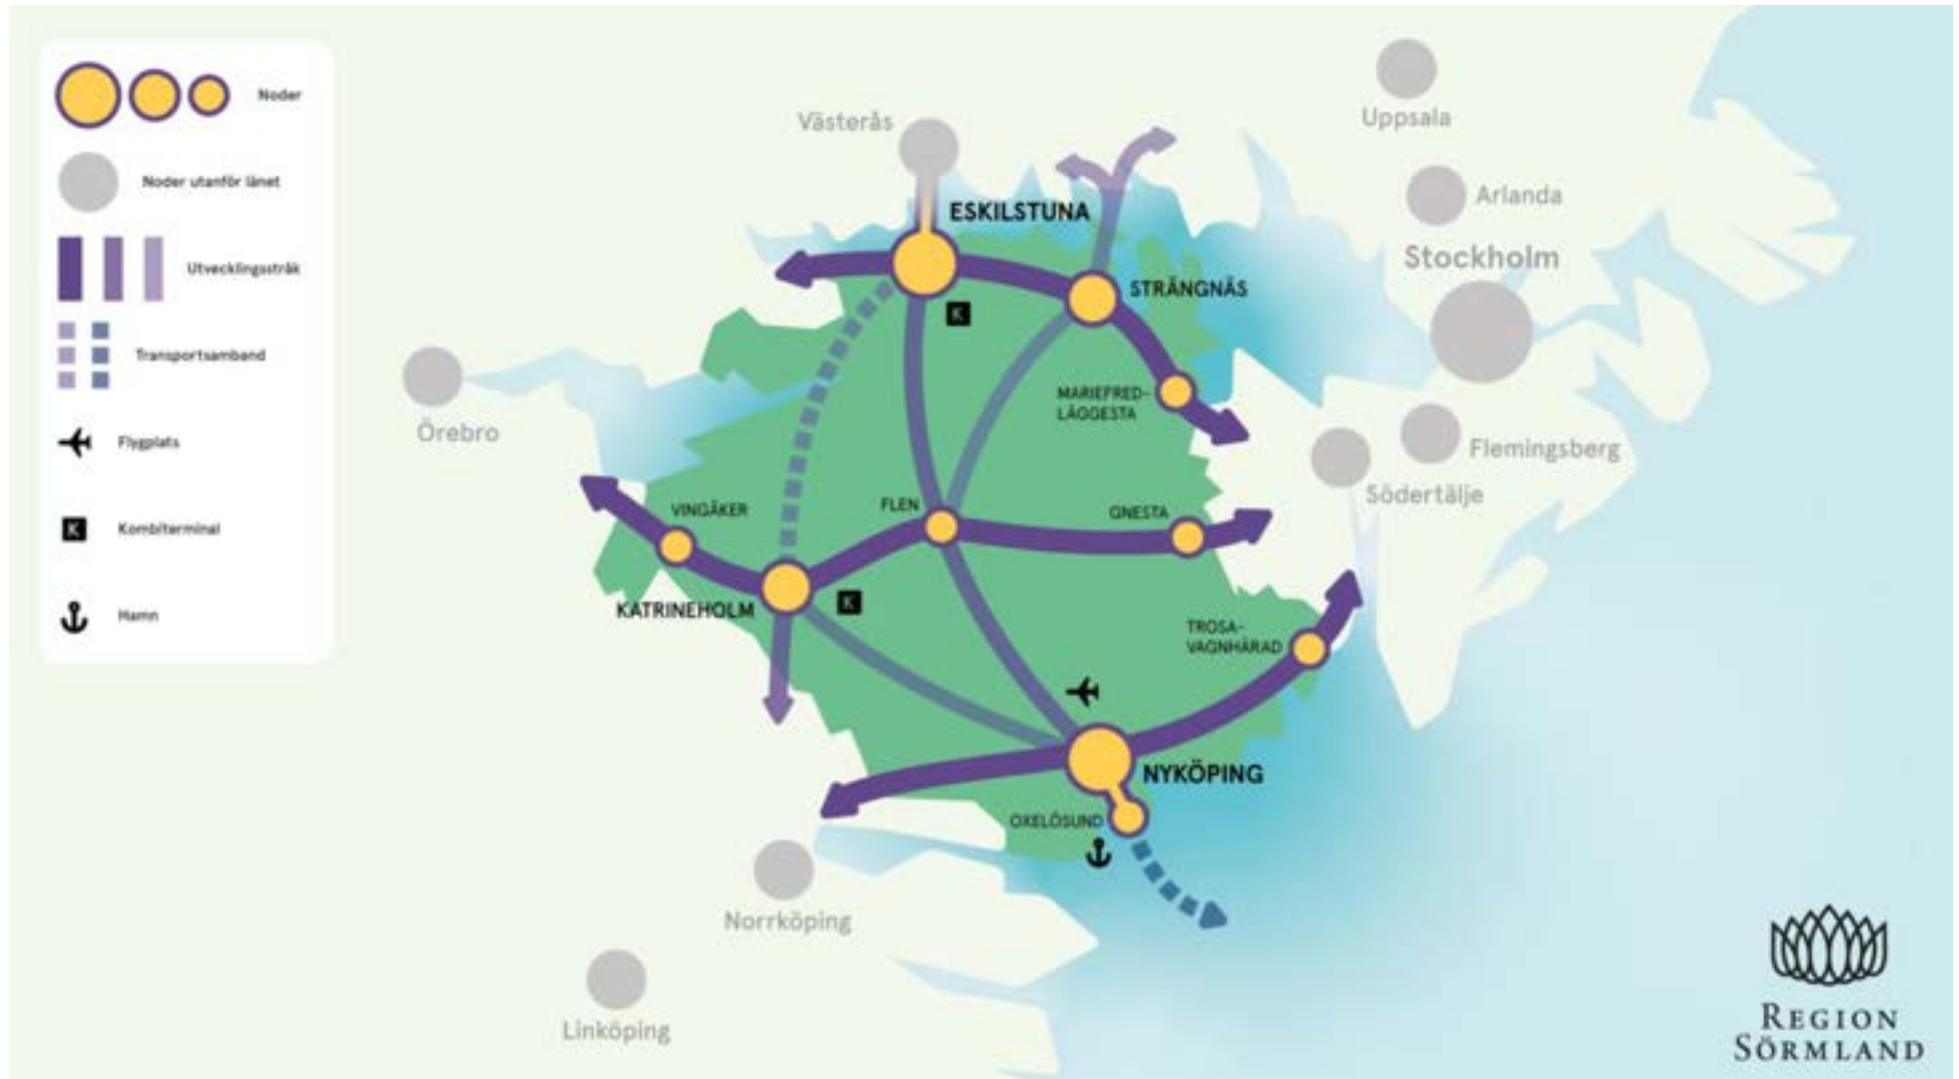 Noder
Noder utanför länet
Utvecklingsstråk
Transportsamband
Flygplats
K
Kombiterminal
Hamn
Västerås
Uppsala
Arlanda
Stockholm
ESKILSTUNA
K
STRÄNGNÄS
MARIEFRED-
LÄGGESTA
Örebro
Flemingsberg
Södertälje
VINGÅKER
FLEN
GNESTA
KATRINEHOLM
K
TROSA-
VAGNHÄRAD
NYKÖPING
OXELÖSUND
Norrköping
Linköping
REGION
SÖRMLAND